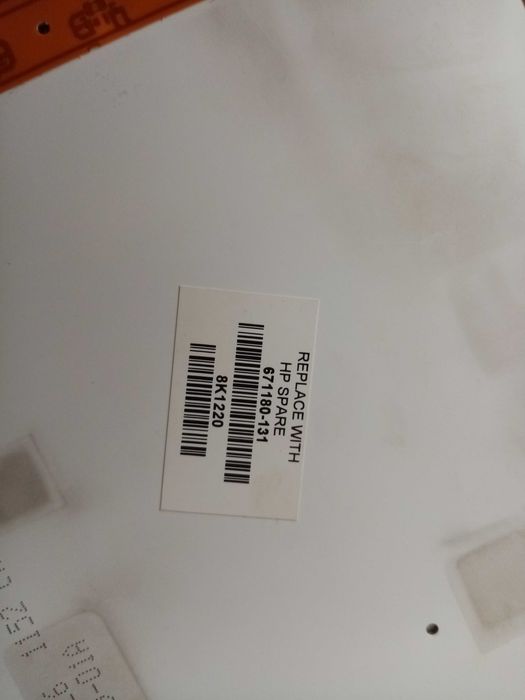 REPLACE WITH
HP SPARE
671180-131
8K1220